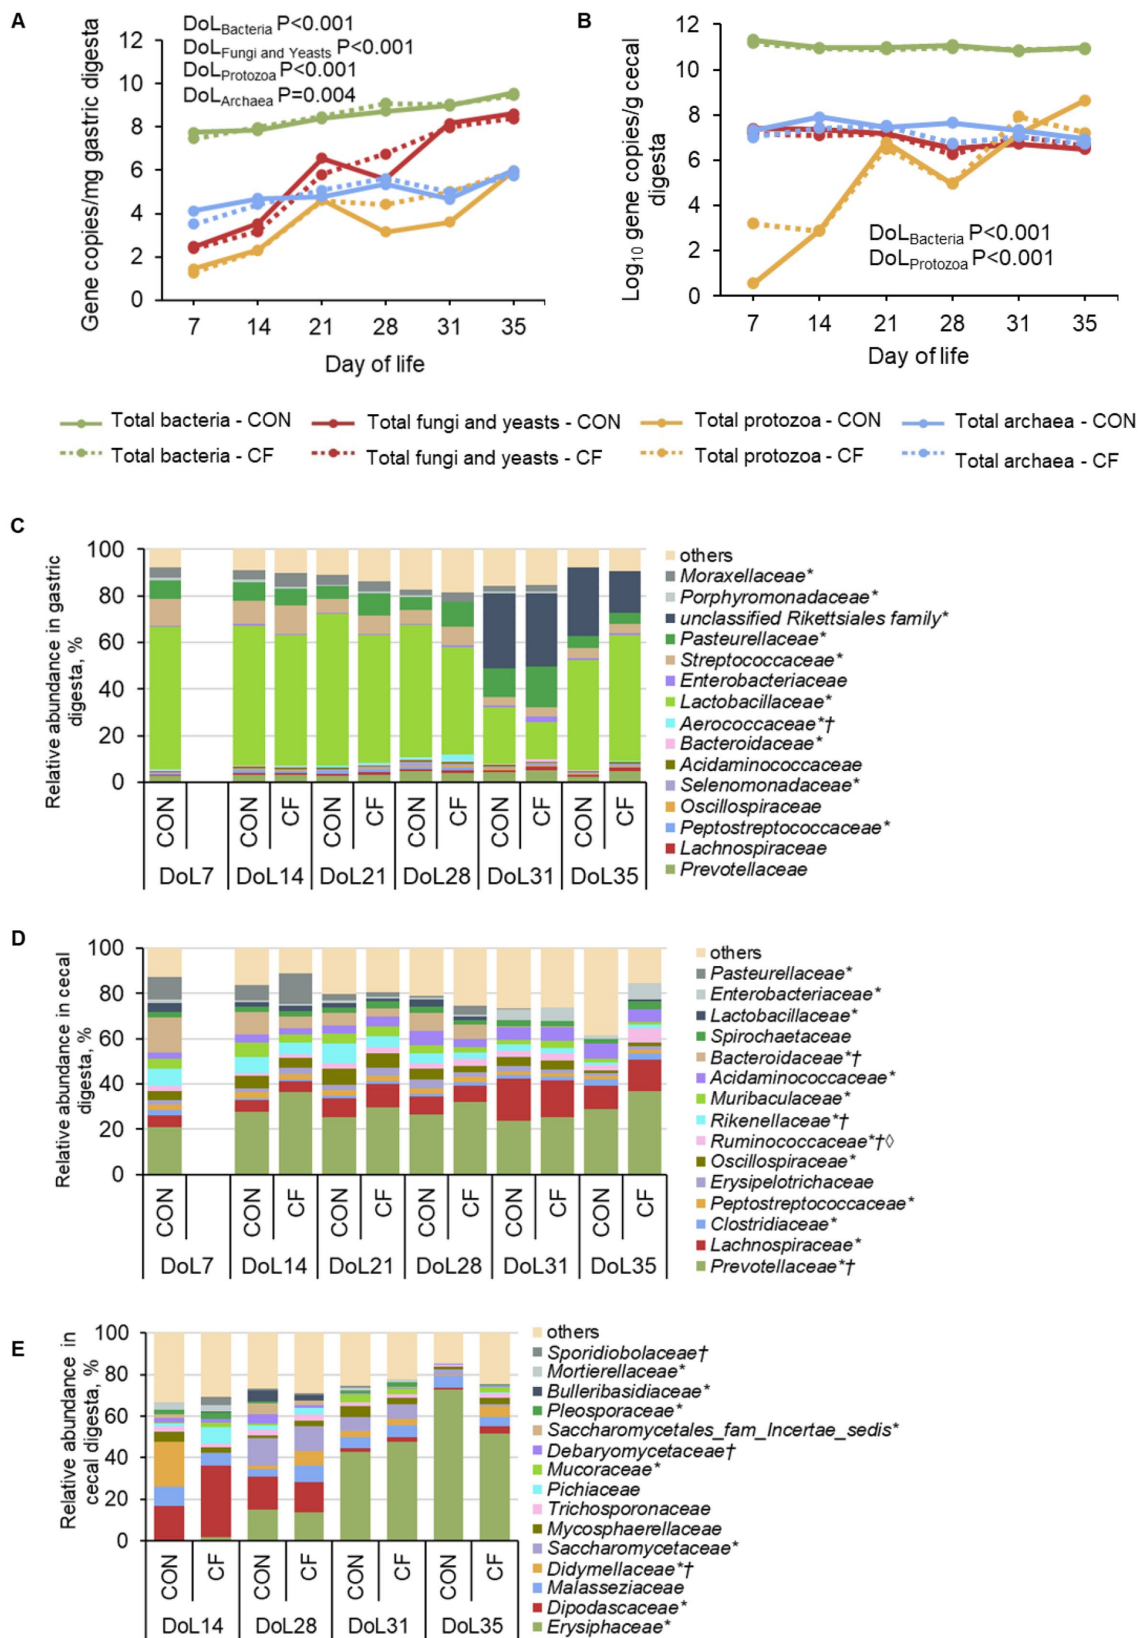 A
DoL_Bacteria P<0.001
DoL_Fungi and Yeasts P<0.001
DoL_Protozoa P<0.001
DoL_Archaea P=0.004
Gene copies/mg gastric digesta
12
10
8
6
4
2
0
7 14 21 28 31 35
Day of life
B
Log10 gene copies/g cecal
digesta
12
10
8
6
4
2
0
DoL_Bacteria P<0.001
DoL_Protozoa P<0.001
7 14 21 28 31 35
Day of life
Total bacteria - CON Total fungi and yeasts - CON Total protozoa - CON Total archaea - CON
Total bacteria - CF Total fungi and yeasts - CF Total protozoa - CF Total archaea - CF
C
Relative abundance in gastric
digesta, %
100
80
60
40
20
0
CON CON CF CON CF CON CF CON CF CON CF
DoL7 DoL14 DoL21 DoL28 DoL31 DoL35
others
Moraxellaceae*
Porphyromonadaceae*
unclassified Rikettsiales family*
Pasteurellaceae*
Streptococcaceae*
Enterobacteriaceae
Lactobacillaceae*
Aerococcaceae*†
Bacteroidaceae*
Acidaminococcaceae
Selenomonadaceae*
Oscillospiraceae
Peptostreptococcaceae*
Lachnospiraceae
Prevotellaceae
D
Relative abundance in cecal
digesta, %
100
80
60
40
20
0
CON CON CF CON CF CON CF CON CF CON CF
DoL7 DoL14 DoL21 DoL28 DoL31 DoL35
others
Pasteurellaceae*
Enterobacteriaceae*
Lactobacillaceae*
Spirochaetaceae
Bacteroidaceae*†
Acidaminococcaceae*
Muribaculaceae*
Rikenellaceae*†
Ruminococcaceae*†◊
Oscillospiraceae*
Erysipelotrichaceae
Peptostreptococcaceae*
Clostridiaceae*
Lachnospiraceae*
Prevotellaceae*†
E
Relative abundance in
cecal digesta, %
100
80
60
40
20
0
CON CF CON CF CON CF CON CF
DoL14 DoL28 DoL31 DoL35
others
Sporidiobolaceae†
Mortierellaceae*
Bulleribasidiaceae*
Pleosporaceae*
Saccharomycetales_fam_Incertae_sedis*
Debaryomycetaceae†
Mucoraceae*
Pichiaceae
Trichosporonaceae
Mycosphaerellaceae
Saccharomycetaceae*
Didymellaceae*†
Malasseziaceae
Dipodascaceae*
Erysiphaceae*